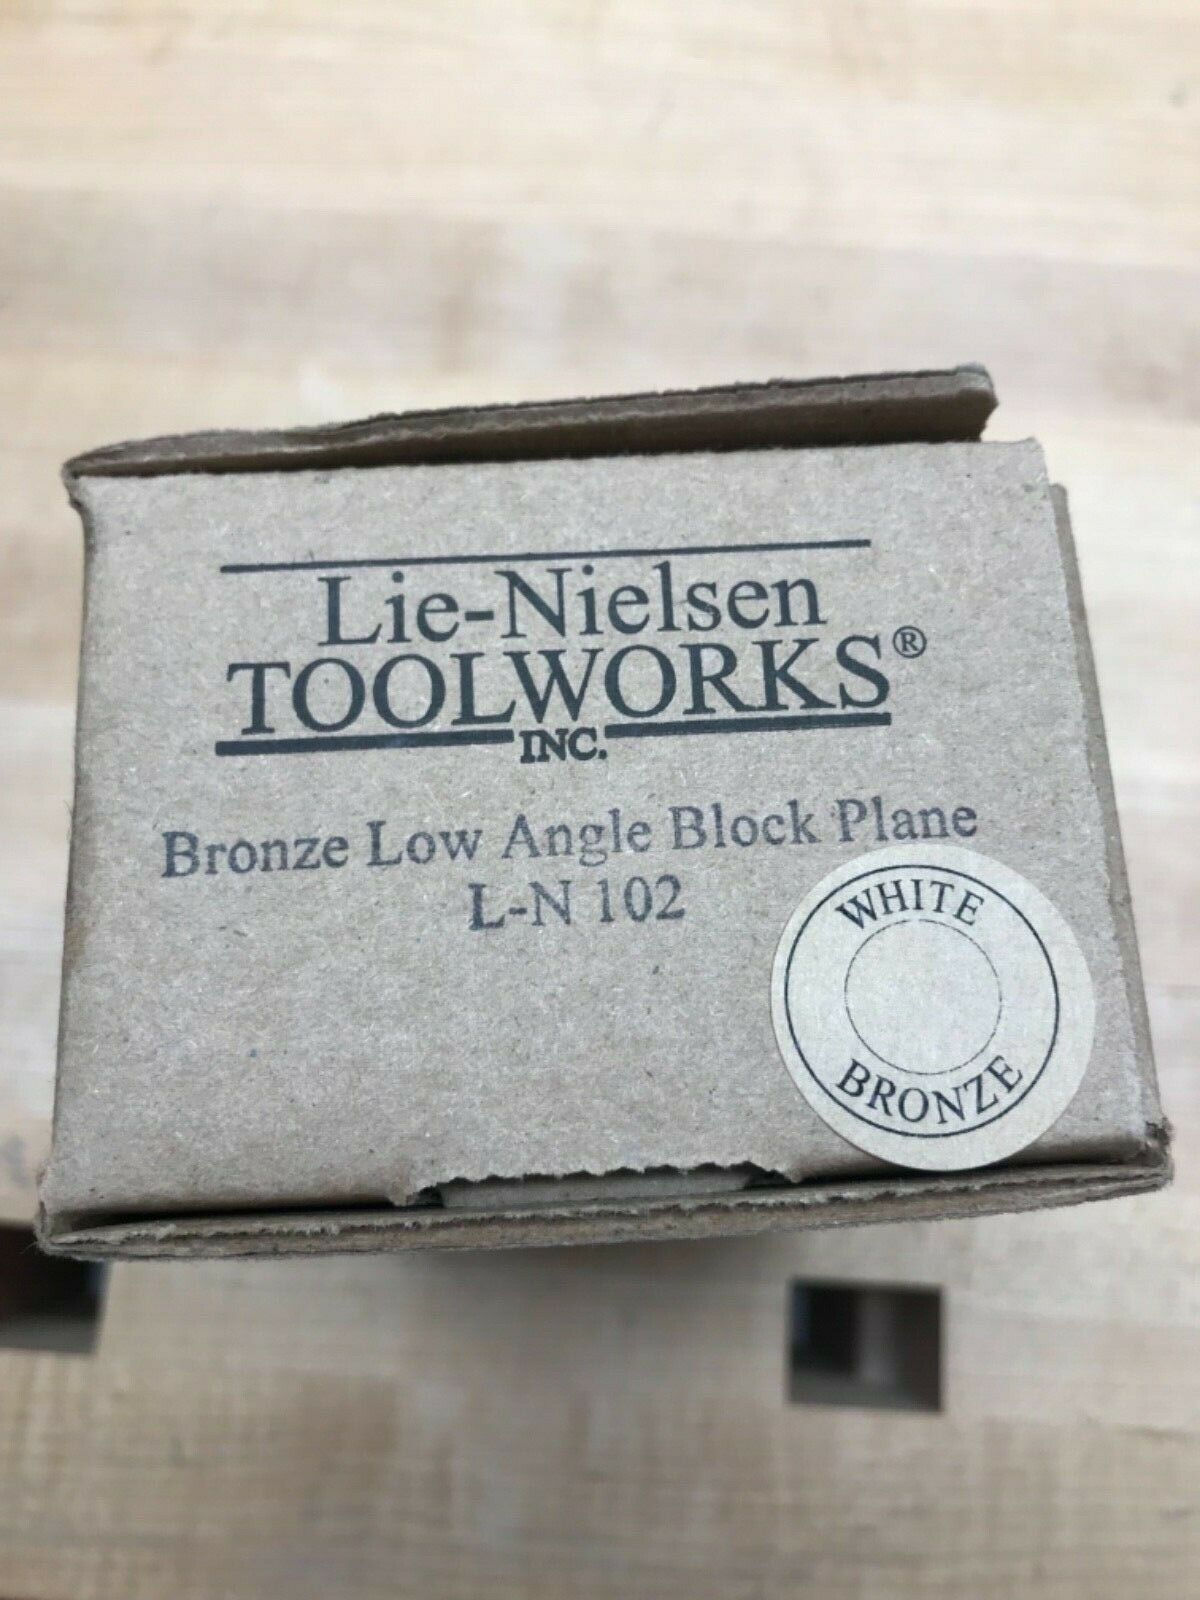 Lie-Nielsen
TOOLWORKS®
INC.
Bronze Low Angle Block Plane
L-N 102
WHITE
BRONZE